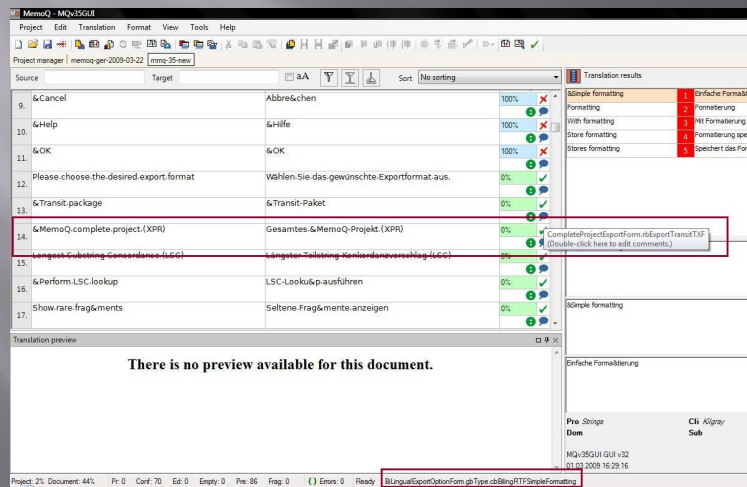 MemoQ - MQv35GUI
Project Edit Translation Format View Tools Help
Project manager memoq-ger-2009-03-22 mmq-35-new
Source Target aA Sort No sorting
Translation results
9. &Cancel Abbre&chen 100%
10. &Help &Hilfe 100%
11. &OK &OK 100%
12. Please·choose·the·desired·export·format Wählen·Sie·das·gewünschte·Exportformat·aus. 0%
13. &Transit·package &Transit-Paket 0%
14. &MemoQ·complete·project·(XPR) Gesamtes·&MemoQ-Projekt·(XPR) 0%
CompleteProjectExportForm.rbExportTransitTXF
(Double-click here to edit comments.)
15. Longest·Substring·Concordance·(LSC) Längster-Teilstring-Konkordanzvorschlag·(LSC) 0%
16. &Perform·LSC·lookup LSC-Looku&p·ausführen 0%
17. Show·rare·frag&ments Seltene·Frag&mente·anzeigen 0%
&Simple formatting 1 Einfache Forma&
Formatting 2 Formatierung
With formatting 3 Mit Formatierung
Store formatting 4 Formatierung spe
Stores formatting 5 Speichert das For
&Simple formatting
Einfache Forma&tierung
Pro Strings Cli Kilgray
Dom Sub
MQv35GUI GUI v32
01.03.2009 16:29:16
Translation preview
There is no preview available for this document.
Project: 2% Document: 44% Pr: 0 Conf: 70 Ed: 0 Empty: 0 Pre: 86 Frag: 0 {} Errors: 0 Ready BiLingualExportOptionForm.gbType.cbBilingRTFSimpleFormatting